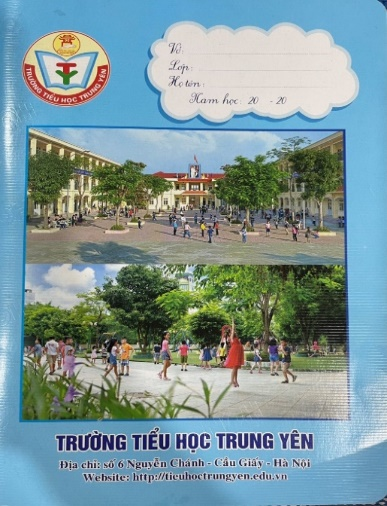 TRƯỜNG TIỂU HỌC TRUNG YÊN
Vở:
Lớp:
Họ tên:
Năm học: 20 - 20
TRƯỜNG TIỂU HỌC TRUNG YÊN
Địa chỉ: số 6 Nguyễn Chánh - Cầu Giấy - Hà Nội
Website: http://tieuhoctrungyen.edu.vn